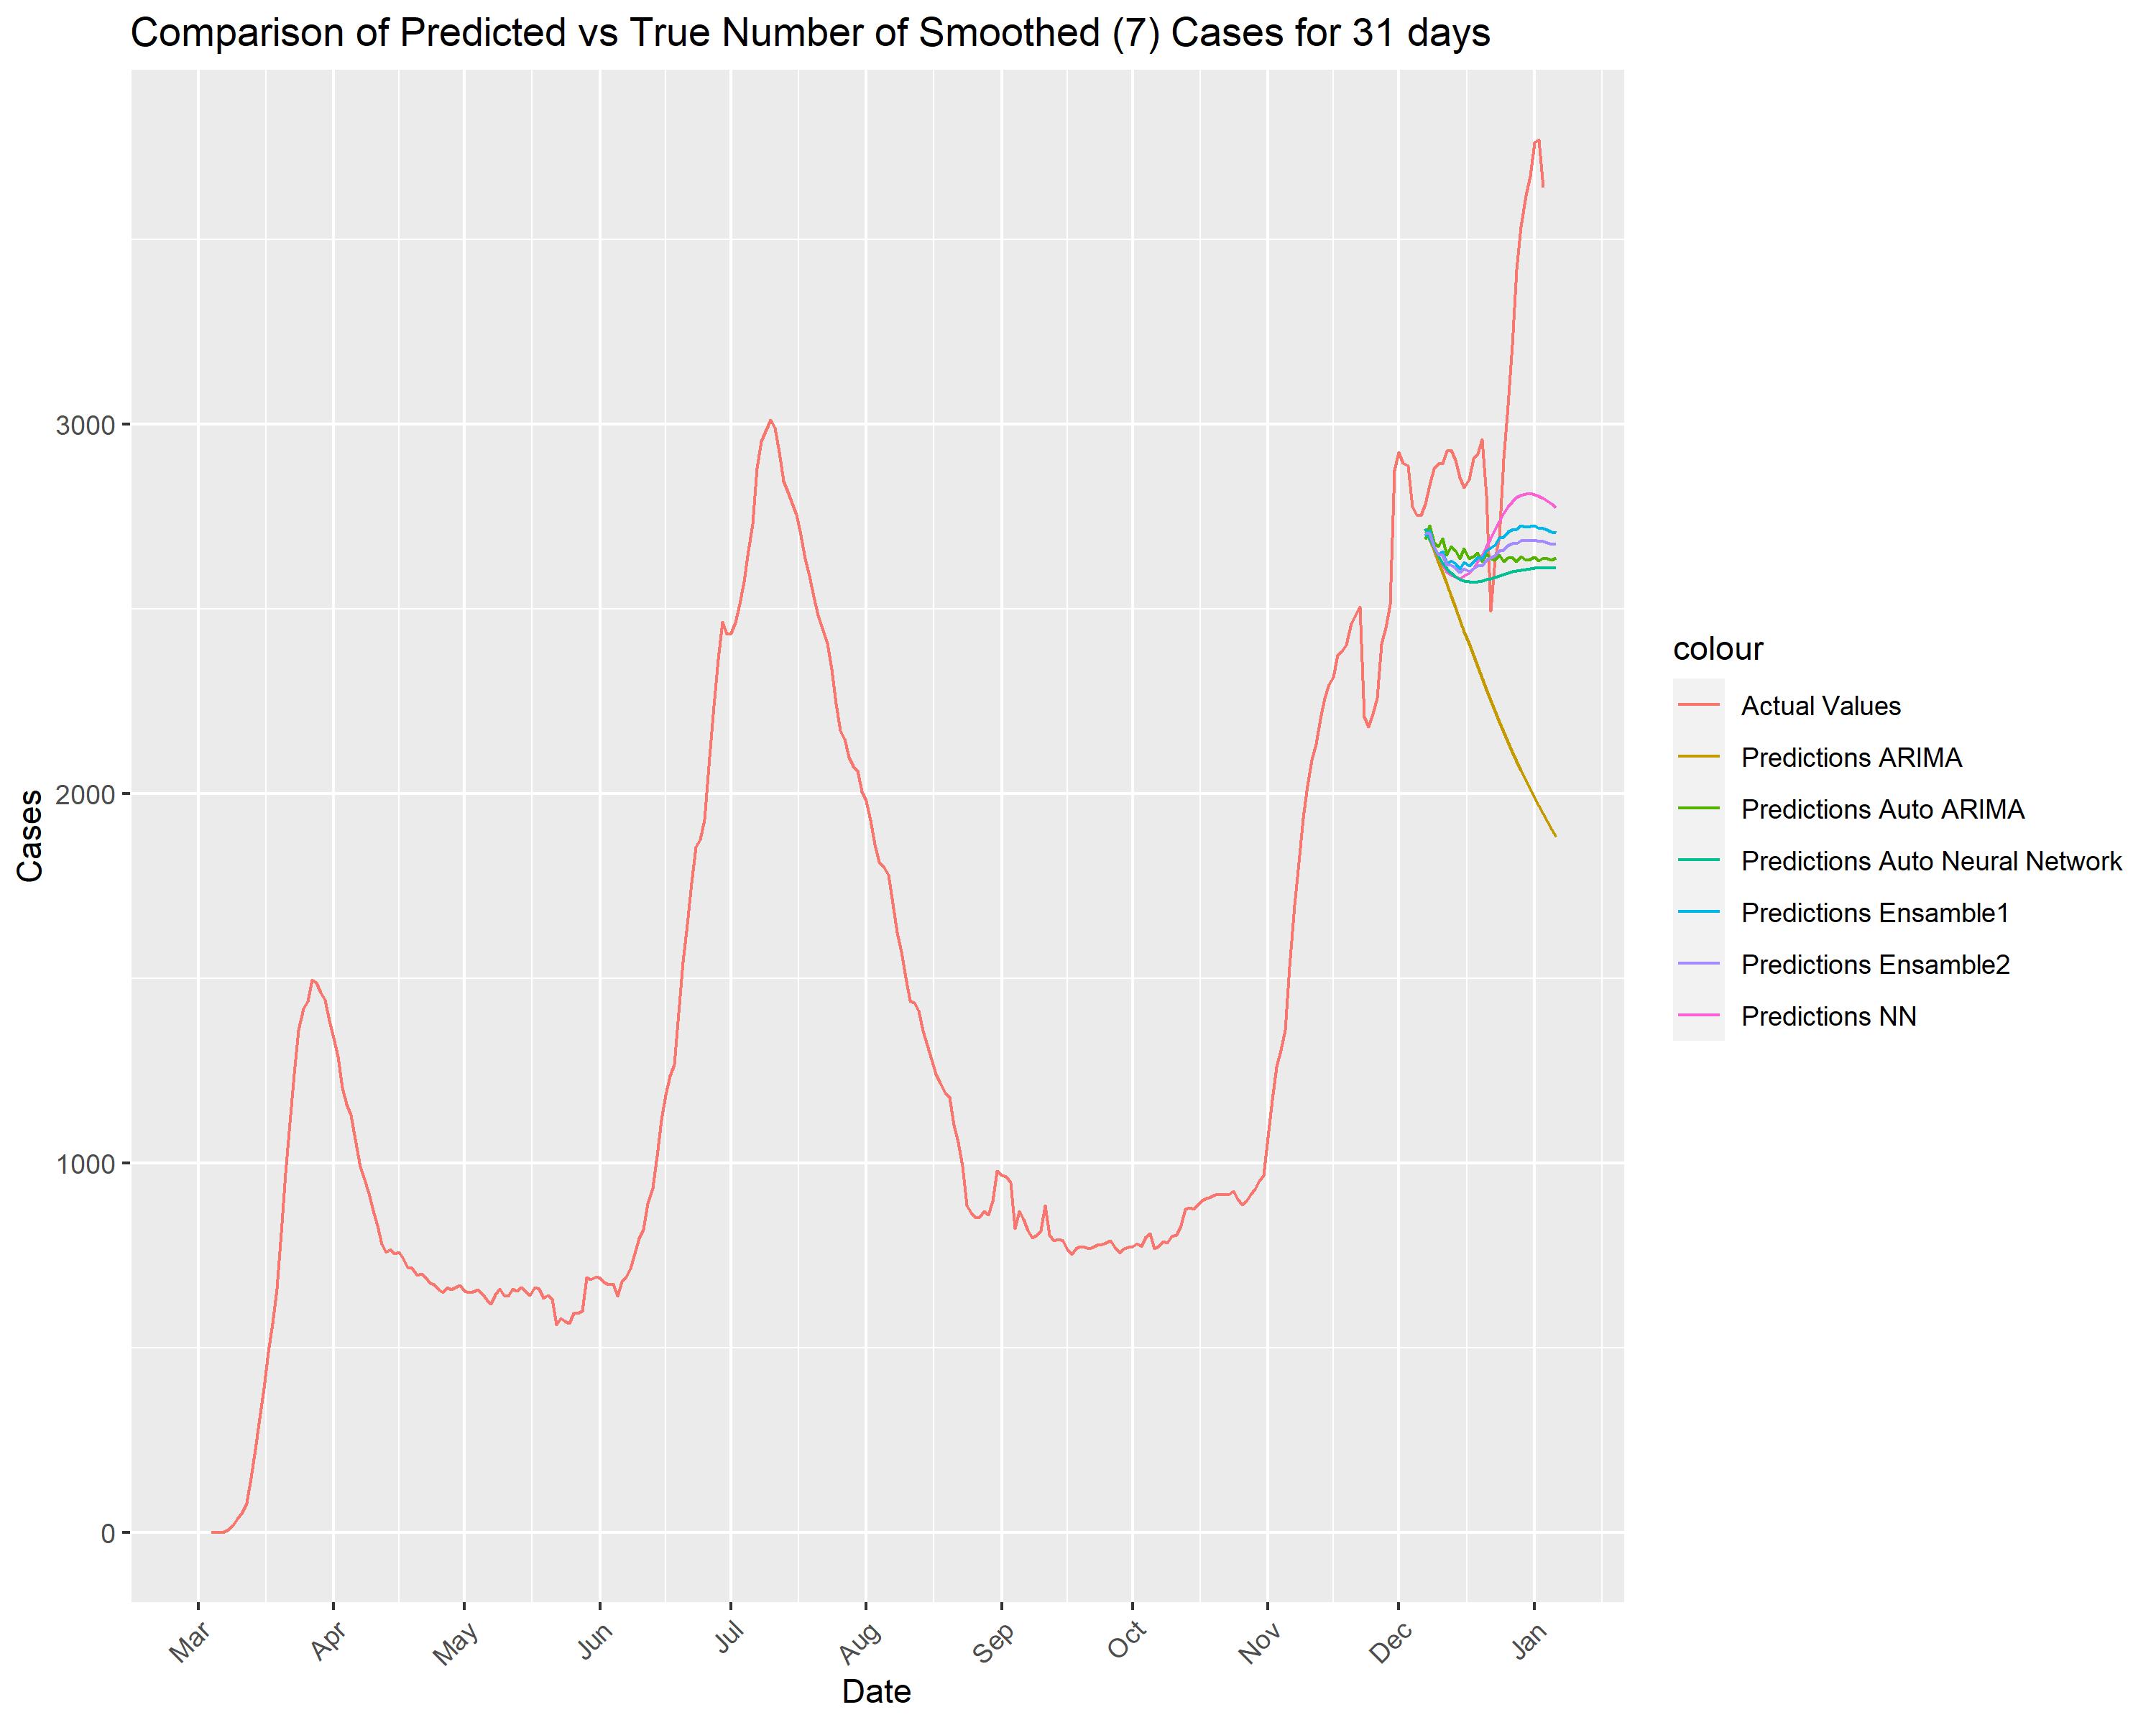 Comparison of Predicted vs True Number of Smoothed (7) Cases for 31 days
Cases
3000
2000
1000
0
Mar
Apr
May
Jun
Jul
Aug
Sep
Oct
Nov
Dec
Jan
Date
colour
Actual Values
Predictions ARIMA
Predictions Auto ARIMA
Predictions Auto Neural Network
Predictions Ensamble1
Predictions Ensamble2
Predictions NN